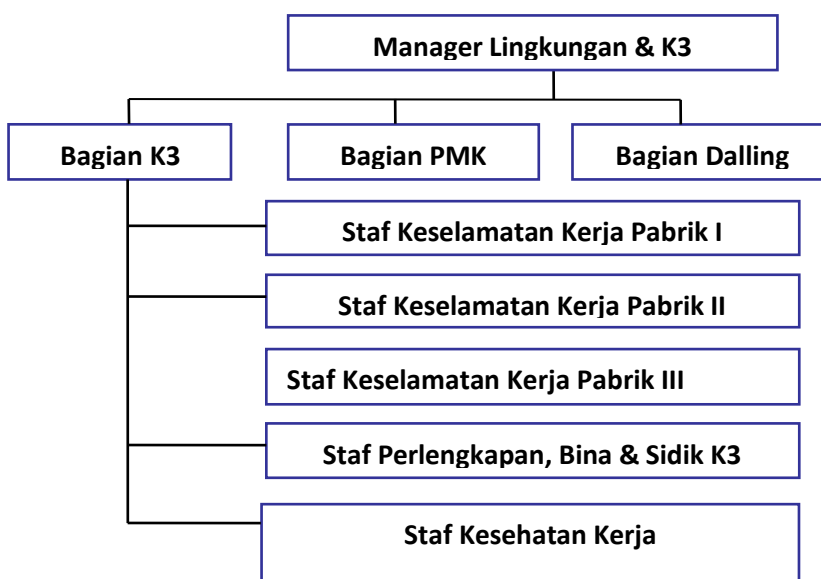 Manager Lingkungan & K3
Bagian K3
Bagian PMK
Bagian Dalling
Staf Keselamatan Kerja Pabrik I
Staf Keselamatan Kerja Pabrik II
Staf Keselamatan Kerja Pabrik III
Staf Perlengkapan, Bina & Sidik K3
Staf Kesehatan Kerja